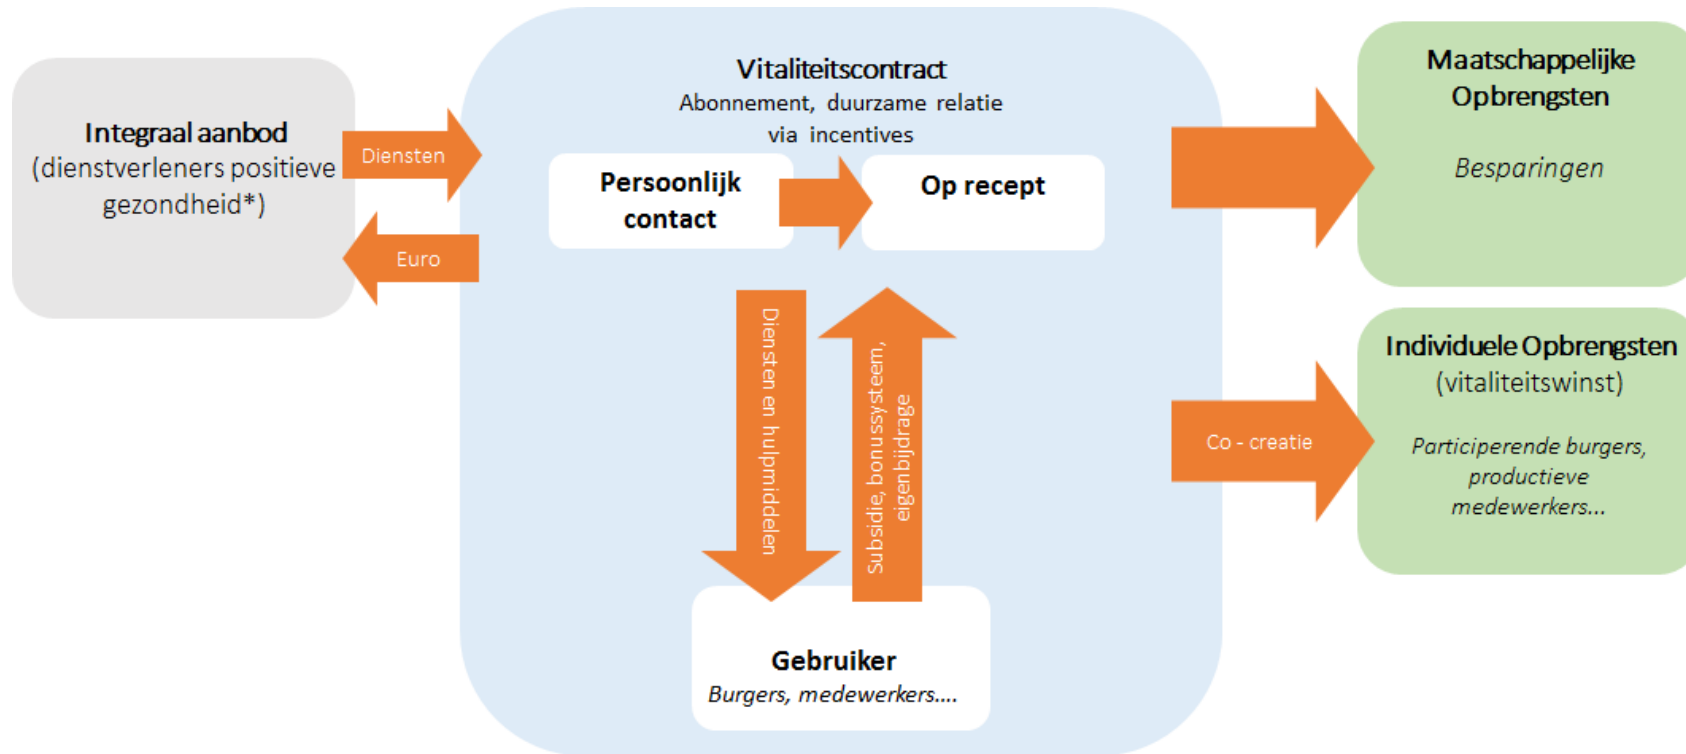 Integraal aanbod
(dienstverleners positieve
gezondheid*)
Diensten
Euro
Vitaliteitscontract
Abonnement, duurzame relatie
via incentives
Persoonlijk
contact
Op recept
Diensten en hulpmiddelen
Subsidie, bonussysteem,
eigenbijdrage
Gebruiker
Burgers, medewerkers....
Maatschappelijke
Opbrengsten
Besparingen
Co - creatie
Individuele Opbrengsten
(vitaliteitswinst)
Participerende burgers,
productieve
medewerkers...